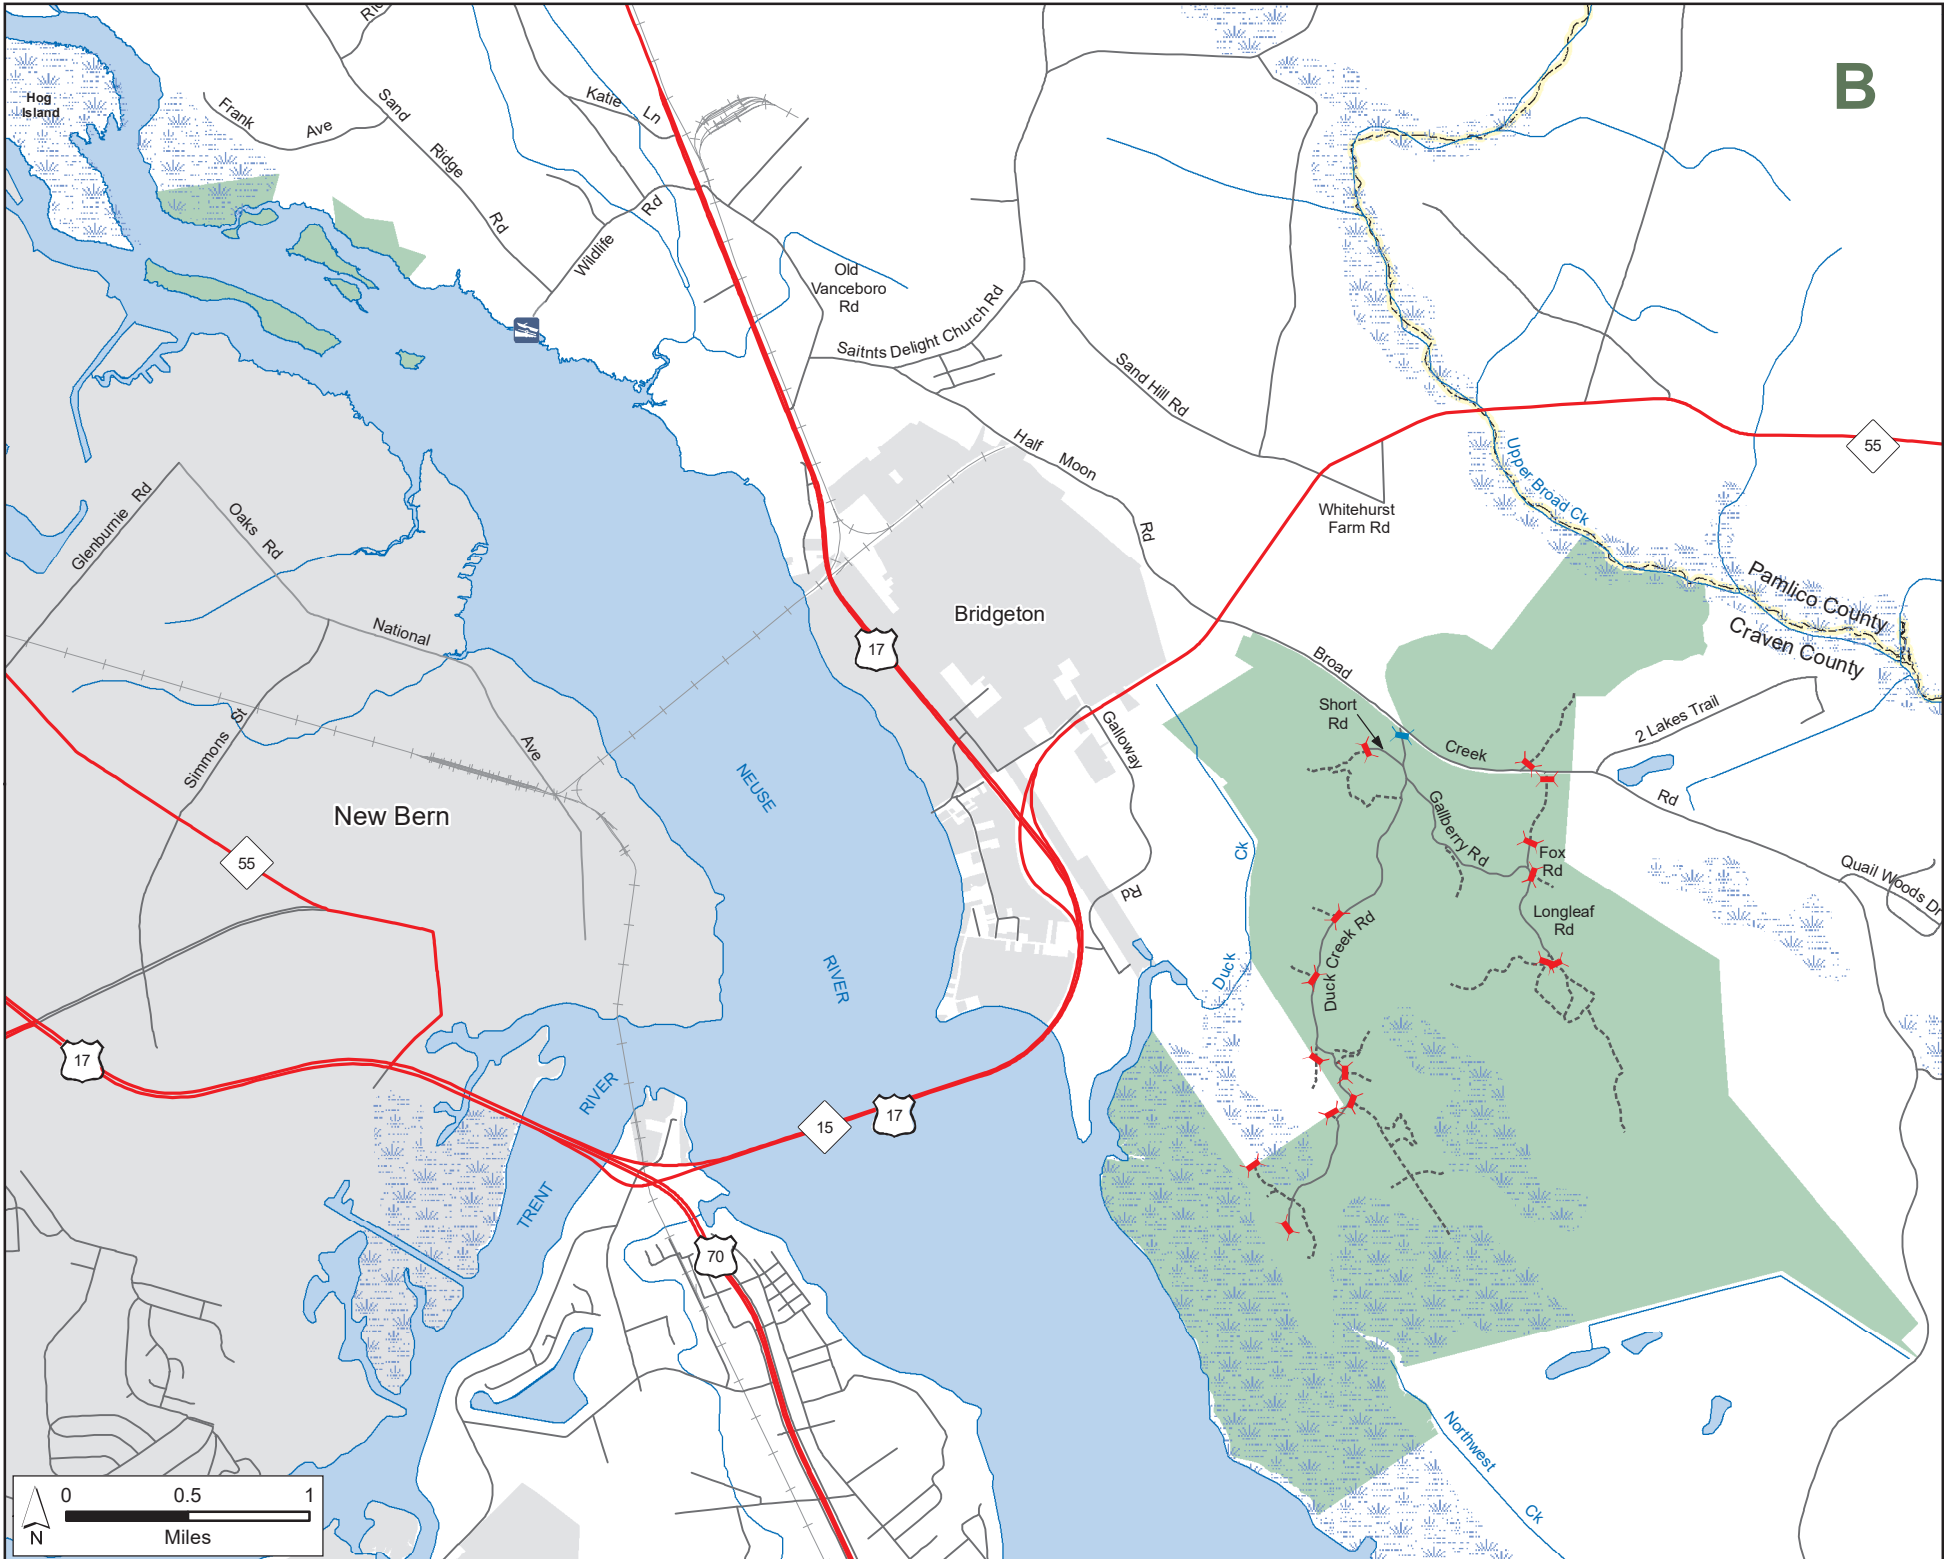 B
Ric
Hog
Island
Frank
Ave
Sand
Ridge
Rd
Katie
Ln
Wildlife
Rd
Old
Vanceboro
Rd
Saitnts Delight Church Rd
Sand Hill Rd
Half
Moon
Rd
55
Whitehurst
Farm Rd
Upper Broad Ck
Glenburnie
Rd
Oaks
Rd
National
Ave
Simmons
St
Bridgeton
17
Pamlico County
Craven County
Broad
Creek
Rd
Short
Rd
2 Lakes Trail
Galloway
Rd
NEUSE
RIVER
New Bern
55
Gallberry Rd
Fox
Rd
Quail Woods Dr
Longleaf
Rd
Duck Creek Rd
Duck
Ck
17
RIVER
TRENT
15
17
70
Northwest
Ck
0
0.5
1
Miles
N